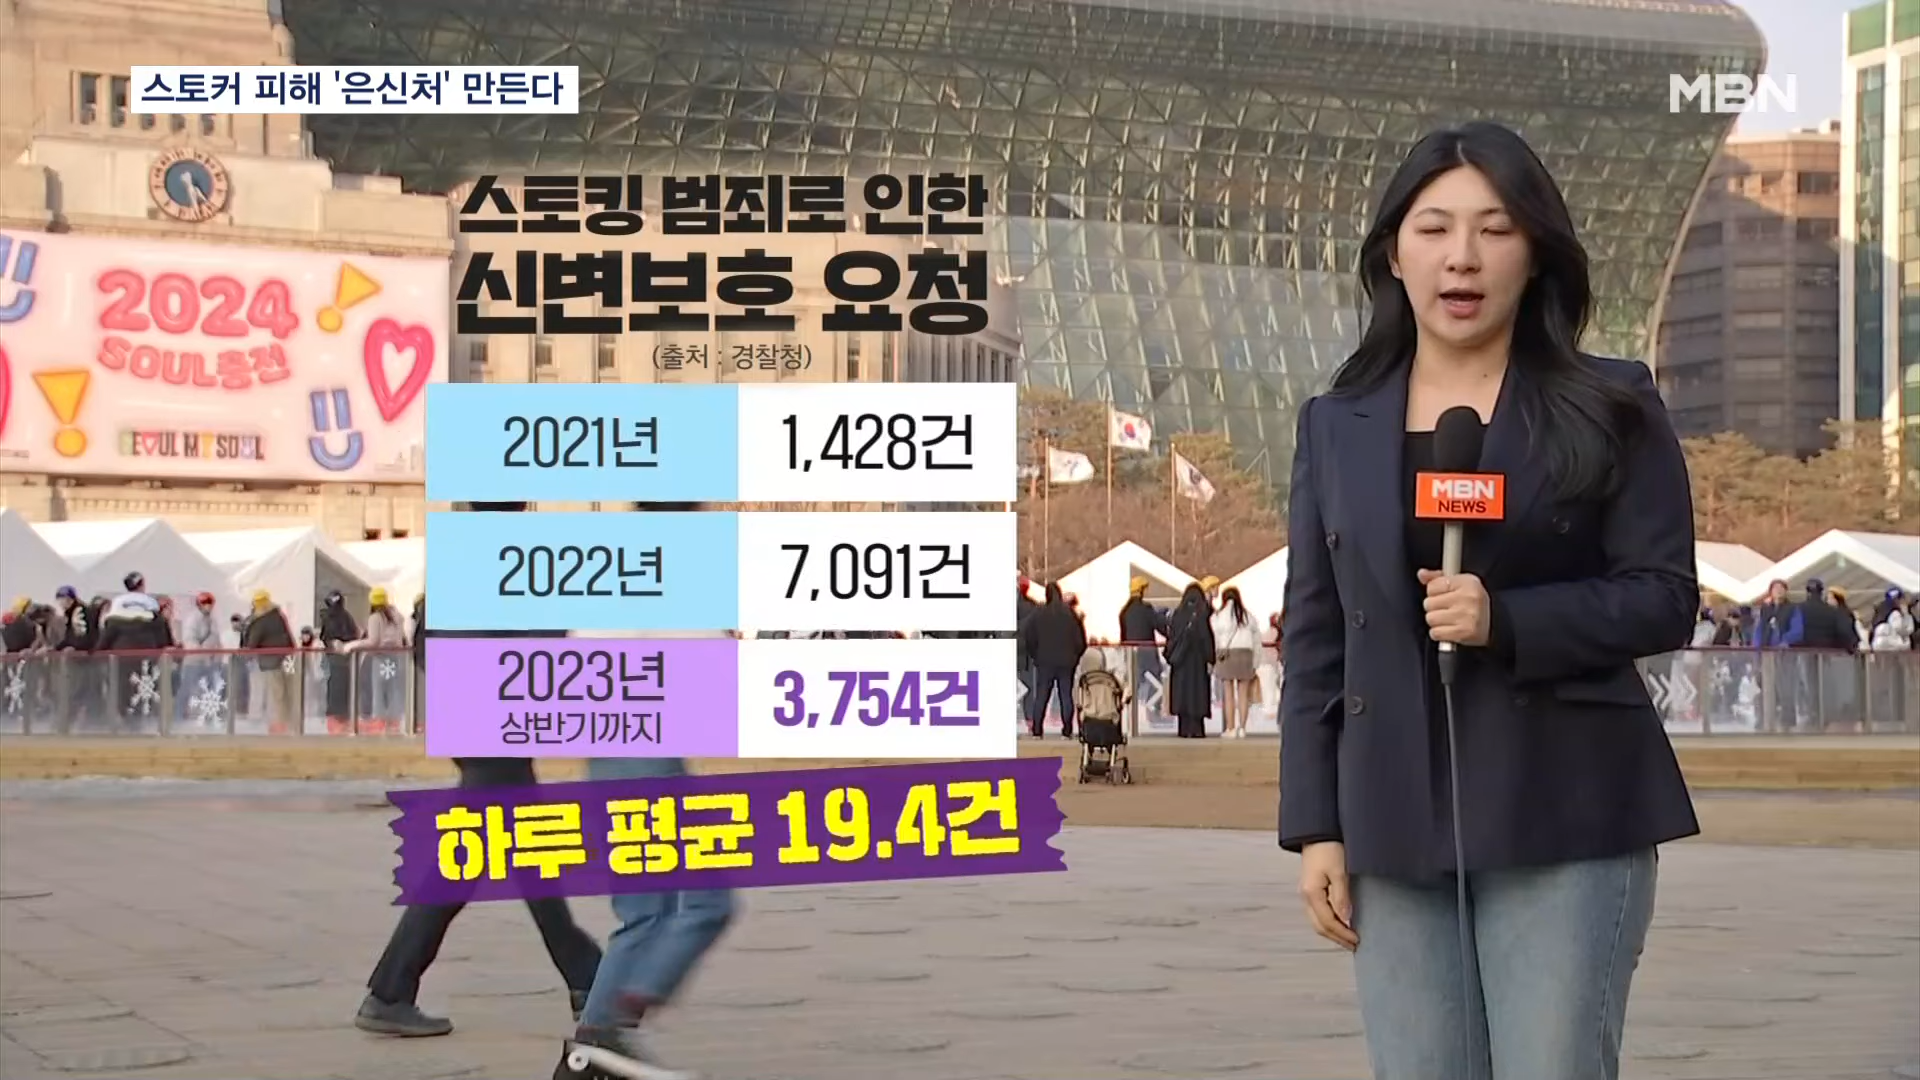 스토커 피해 '은신처' 만든다
MBN
스토킹 범죄로 인한
신변보호 요청
(출처 : 경찰청)
2021년 1,428건
2022년 7,091건
2023년 상반기까지 3,754건
하루 평균 19.4건
2024
SOUL충전
SEOUL MY SOUL
MBN
NEWS